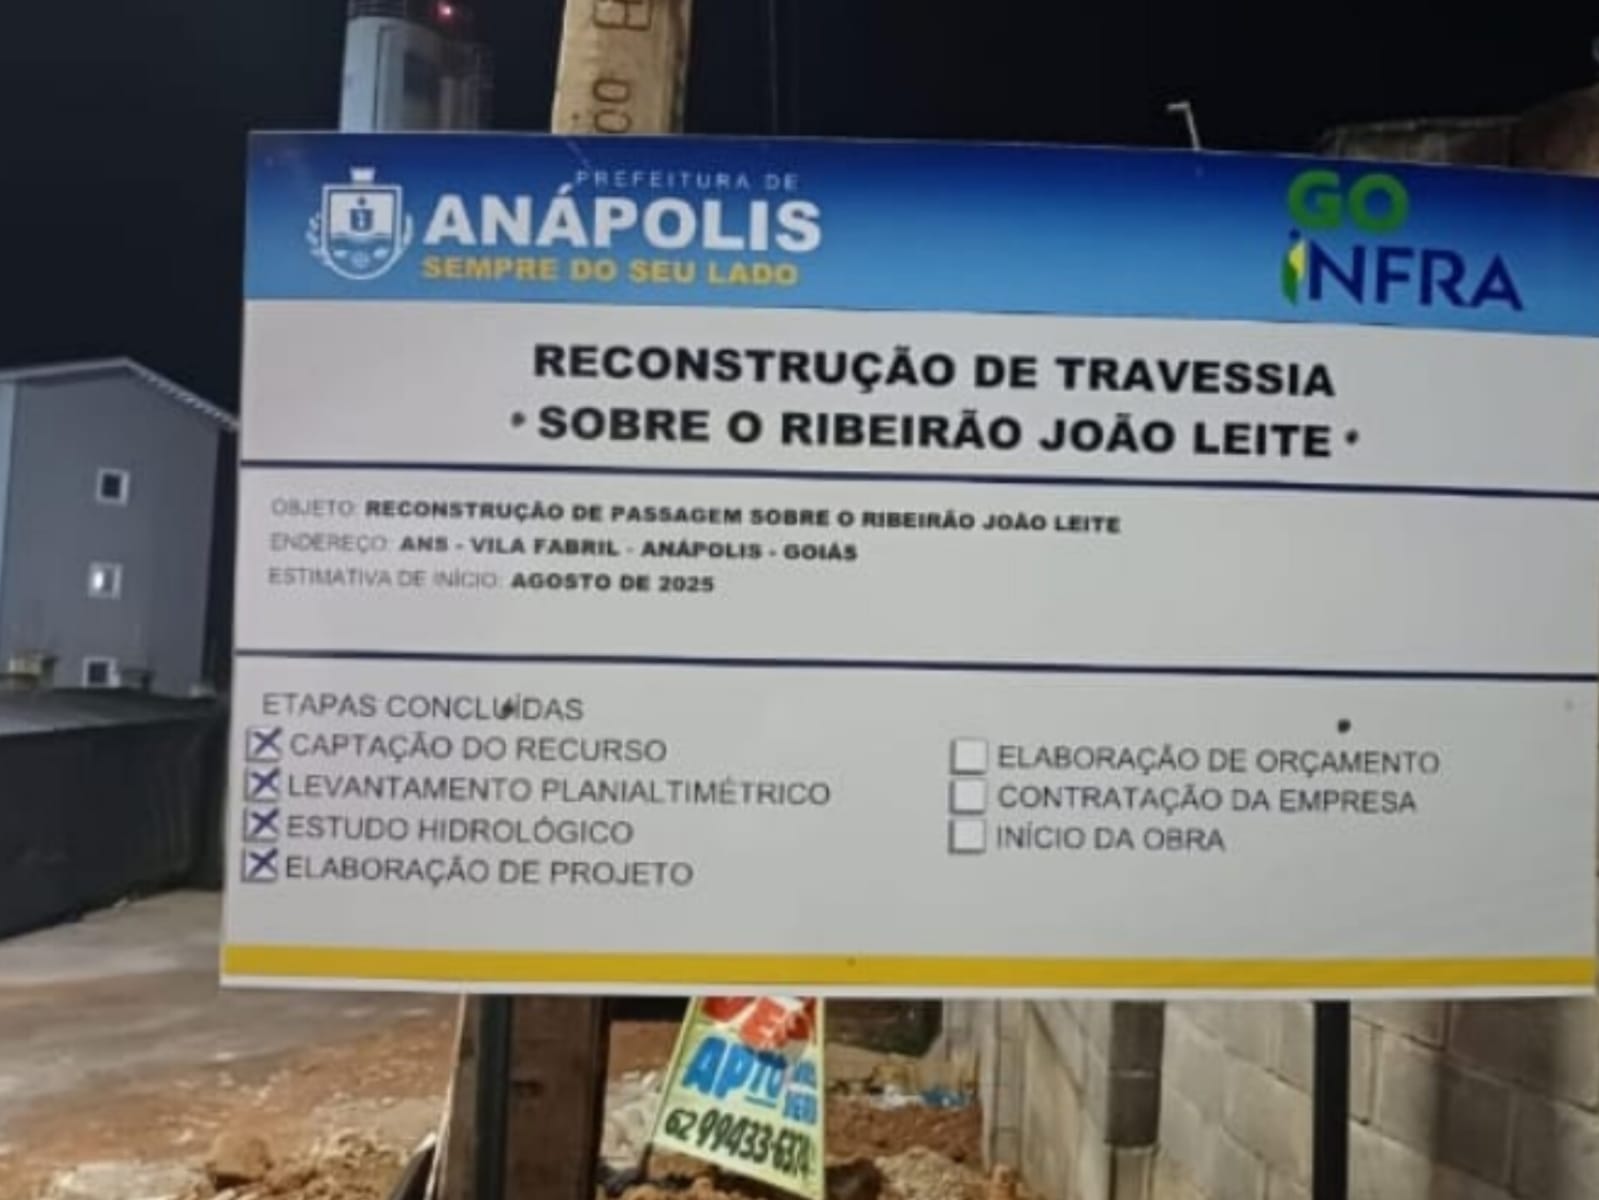 PREFEITURA DE
ANÁPOLIS
SEMPRE DO SEU LADO
GO
INFRA
RECONSTRUÇÃO DE TRAVESSIA
• SOBRE O RIBEIRÃO JOÃO LEITE •
OBJETO: RECONSTRUÇÃO DE PASSAGEM SOBRE O RIBEIRÃO JOÃO LEITE
ENDEREÇO: ANS - VILA FABRIL - ANÁPOLIS - GOIÁS
ESTIMATIVA DE INÍCIO: AGOSTO DE 2025
ETAPAS CONCLUÍDAS
CAPTAÇÃO DO RECURSO
LEVANTAMENTO PLANIALTIMÉTRICO
ESTUDO HIDROLÓGICO
ELABORAÇÃO DE PROJETO
ELABORAÇÃO DE ORÇAMENTO
CONTRATAÇÃO DA EMPRESA
INÍCIO DA OBRA
APTO
62 99433-6374